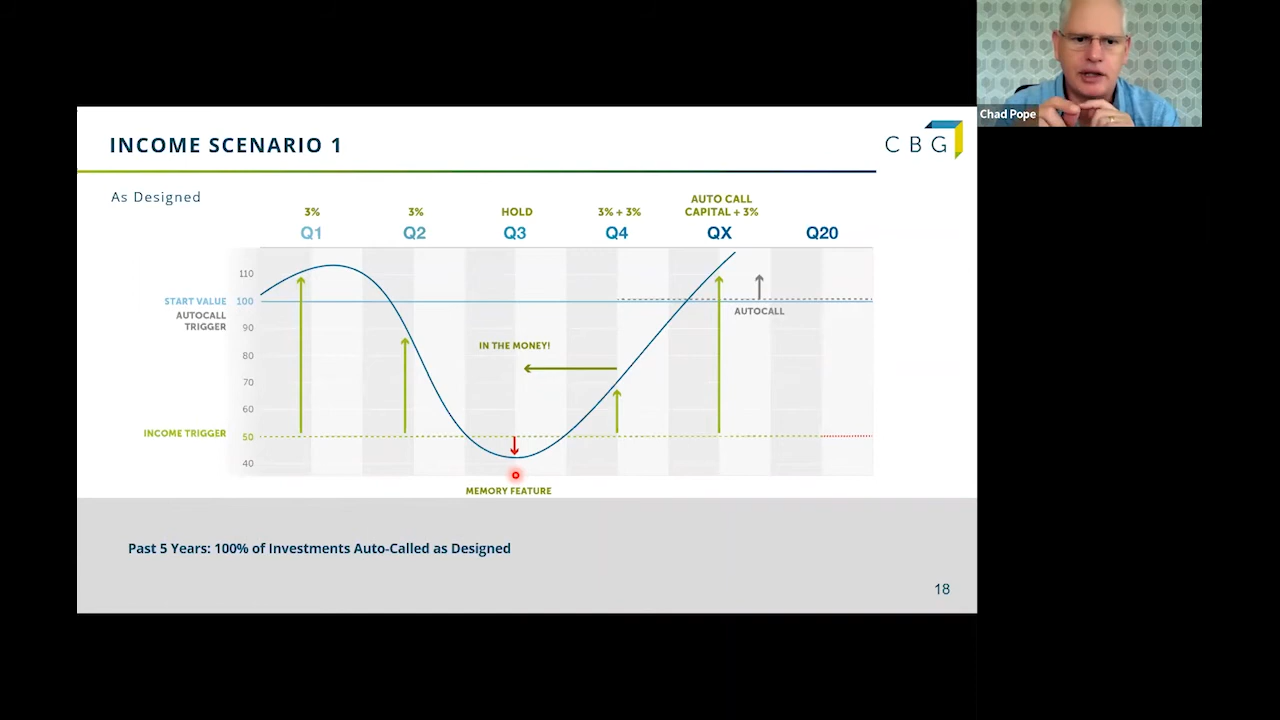 Chad Pope
INCOME SCENARIO 1
CBG
As Designed
3%
3%
HOLD
3% + 3%
AUTO CALL
CAPITAL + 3%
Q1
Q2
Q3
Q4
QX
Q20
110
START VALUE 100
AUTOCALL
TRIGGER
AUTOCALL
90
IN THE MONEY!
80
70
60
INCOME TRIGGER 50
40
MEMORY FEATURE
Past 5 Years: 100% of Investments Auto-Called as Designed
18